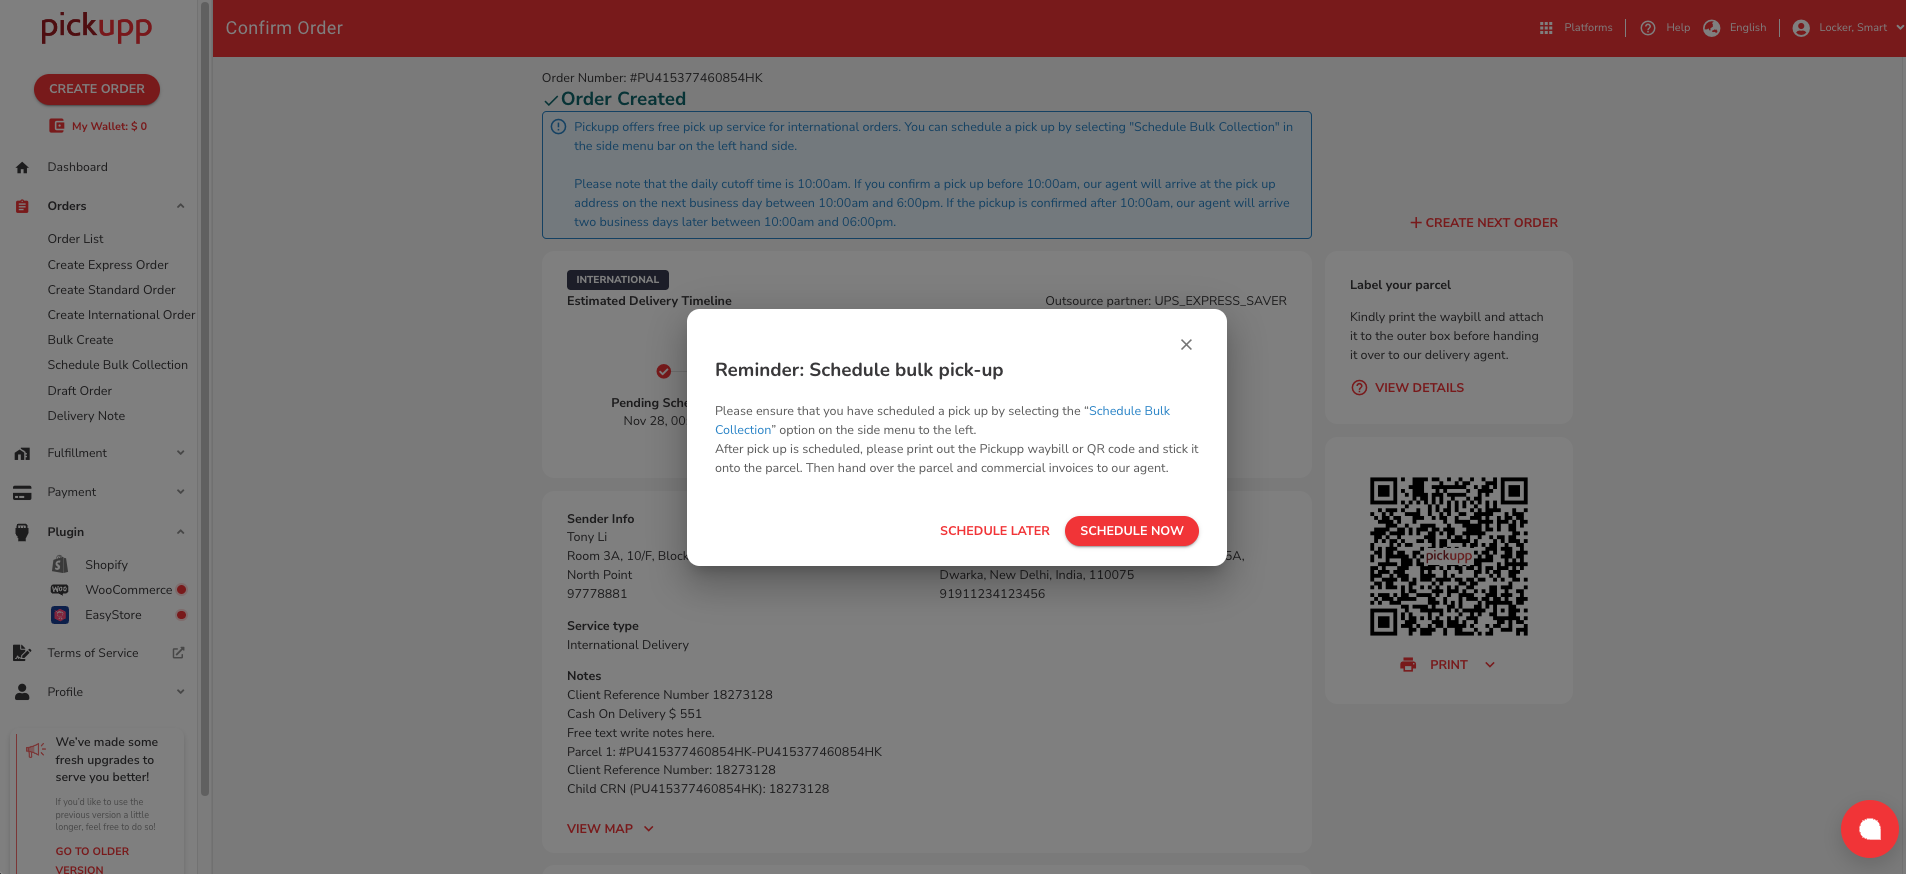 pickupp
Confirm Order
Platforms
Help
English
Locker, Smart
CREATE ORDER
My Wallet: $ 0
Dashboard
Orders
Order List
Create Express Order
Create Standard Order
Create International Order
Bulk Create
Schedule Bulk Collection
Draft Order
Delivery Note
Fulfillment
Payment
Plugin
Shopify
WOO
WooCommerce
EasyStore
Terms of Service
Profile
We've made some
fresh upgrades to
serve you better!
If you'd like to use the
previous version a little
longer, feel free to do so!
GO TO OLDER
VERSION
Order Number: #PU415377460854HK
Order Created
Pickupp offers free pick up service for international orders. You can schedule a pick up by selecting "Schedule Bulk Collection" in
the side menu bar on the left hand side.
Please note that the daily cutoff time is 10:00am. If you confirm a pick up before 10:00am, our agent will arrive at the pick up
address on the next business day between 10:00am and 6:00pm. If the pickup is confirmed after 10:00am, our agent will arrive
two business days later between 10:00am and 06:00pm.
+ CREATE NEXT ORDER
INTERNATIONAL
Estimated Delivery Timeline
Outsource partner: UPS_EXPRESS_SAVER
Pending Sche
Nov 28, 00:
Reminder: Schedule bulk pick-up
Please ensure that you have scheduled a pick up by selecting the “Schedule Bulk
Collection” option on the side menu to the left.
After pick up is scheduled, please print out the Pickupp waybill or QR code and stick it
onto the parcel. Then hand over the parcel and commercial invoices to our agent.
SCHEDULE LATER
SCHEDULE NOW
Sender Info
Tony Li
Room 3A, 10/F, Block
North Point
97778881
5A,
Dwarka, New Delhi, India, 110075
91911234123456
Service type
International Delivery
Notes
Client Reference Number 18273128
Cash On Delivery $ 551
Free text write notes here.
Parcel 1: #PU415377460854HK-PU415377460854HK
Client Reference Number: 18273128
Child CRN (PU415377460854HK): 18273128
VIEW MAP
Label your parcel
Kindly print the waybill and attach
it to the outer box before handing
it over to our delivery agent.
VIEW DETAILS
pickupp
PRINT